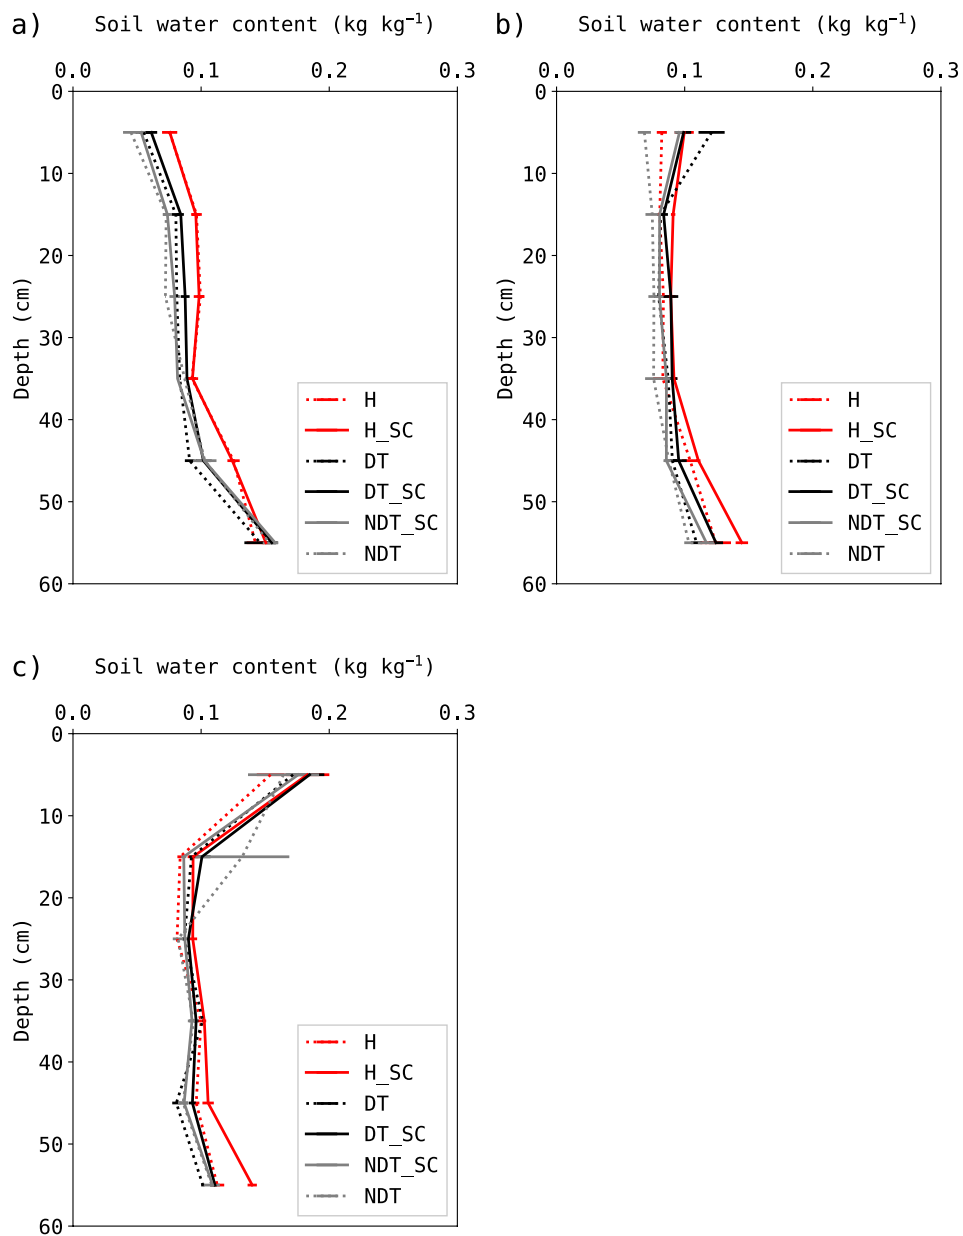 a) Soil water content (kg kg⁻¹)
0.0 0.1 0.2 0.3
0
10
20
30
40
50
60
Depth (cm)
H
H_SC
DT
DT_SC
NDT_SC
NDT
b) Soil water content (kg kg⁻¹)
0.0 0.1 0.2 0.3
0
10
20
30
40
50
60
Depth (cm)
H
H_SC
DT
DT_SC
NDT_SC
NDT
c) Soil water content (kg kg⁻¹)
0.0 0.1 0.2 0.3
0
10
20
30
40
50
60
Depth (cm)
H
H_SC
DT
DT_SC
NDT_SC
NDT